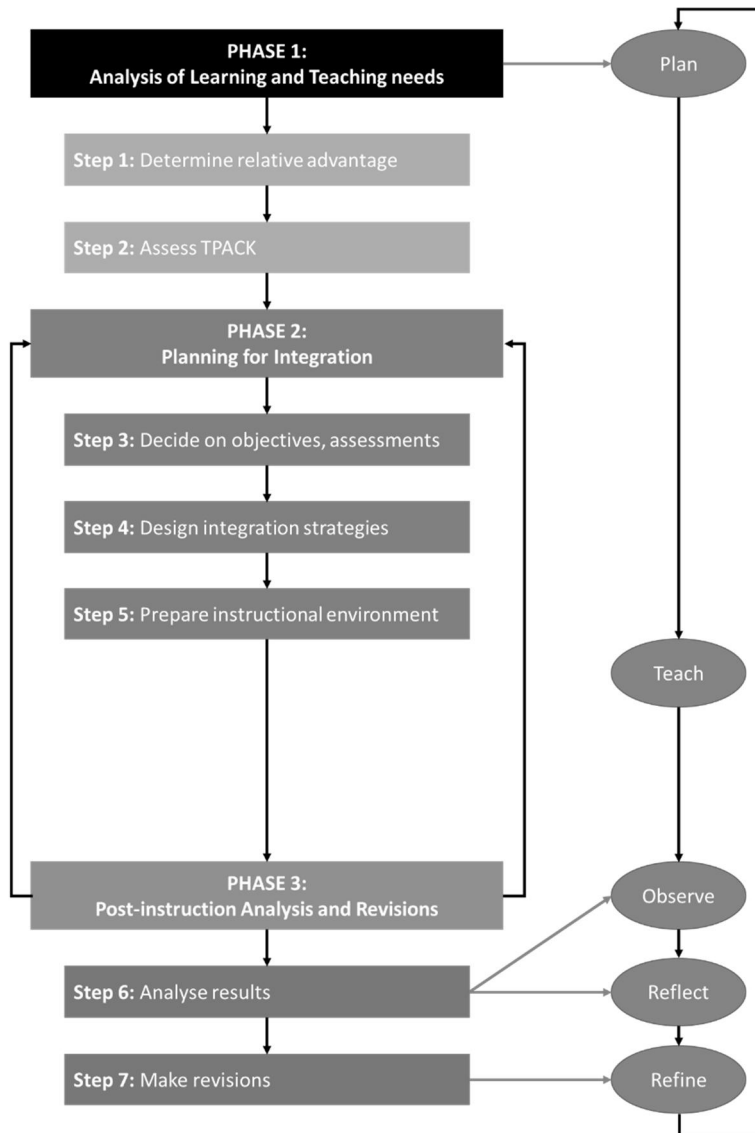 PHASE 1:
Analysis of Learning and Teaching needs
Plan
Step 1: Determine relative advantage
Step 2: Assess TPACK
PHASE 2:
Planning for Integration
Step 3: Decide on objectives, assessments
Step 4: Design integration strategies
Step 5: Prepare instructional environment
Teach
PHASE 3:
Post-instruction Analysis and Revisions
Observe
Step 6: Analyse results
Reflect
Step 7: Make revisions
Refine